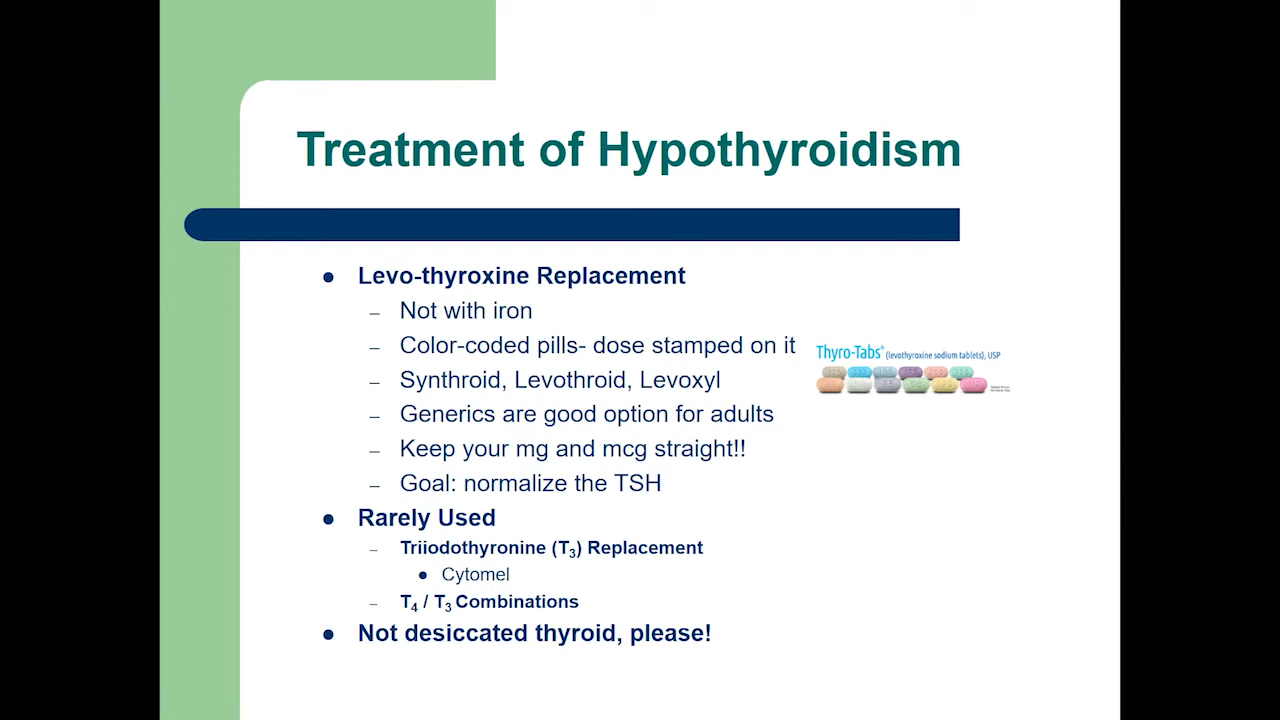 Treatment of Hypothyroidism
● Levo-thyroxine Replacement
– Not with iron
– Color-coded pills- dose stamped on it
– Synthroid, Levothroid, Levoxyl
– Generics are good option for adults
– Keep your mg and mcg straight!!
– Goal: normalize the TSH
Thyro-Tabs® (levothyroxine sodium tablets), USP
● Rarely Used
– Triiodothyronine (T₃) Replacement
● Cytomel
– T₄ / T₃ Combinations
● Not desiccated thyroid, please!